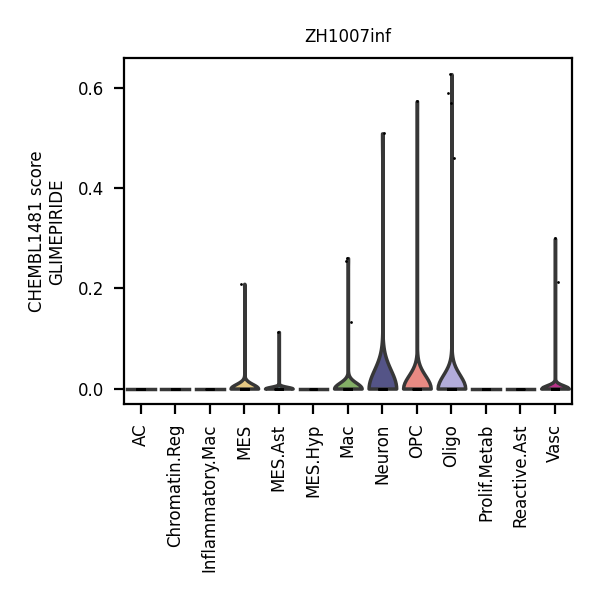 ZH1007inf
CHEMBL1481 score
GLIMEPIRIDE
0.6
0.4
0.2
0.0
AC
Chromatin.Reg
Inflammatory.Mac
MES
MES.Ast
MES.Hyp
Mac
Neuron
OPC
Oligo
Prolif.Metab
Reactive.Ast
Vasc